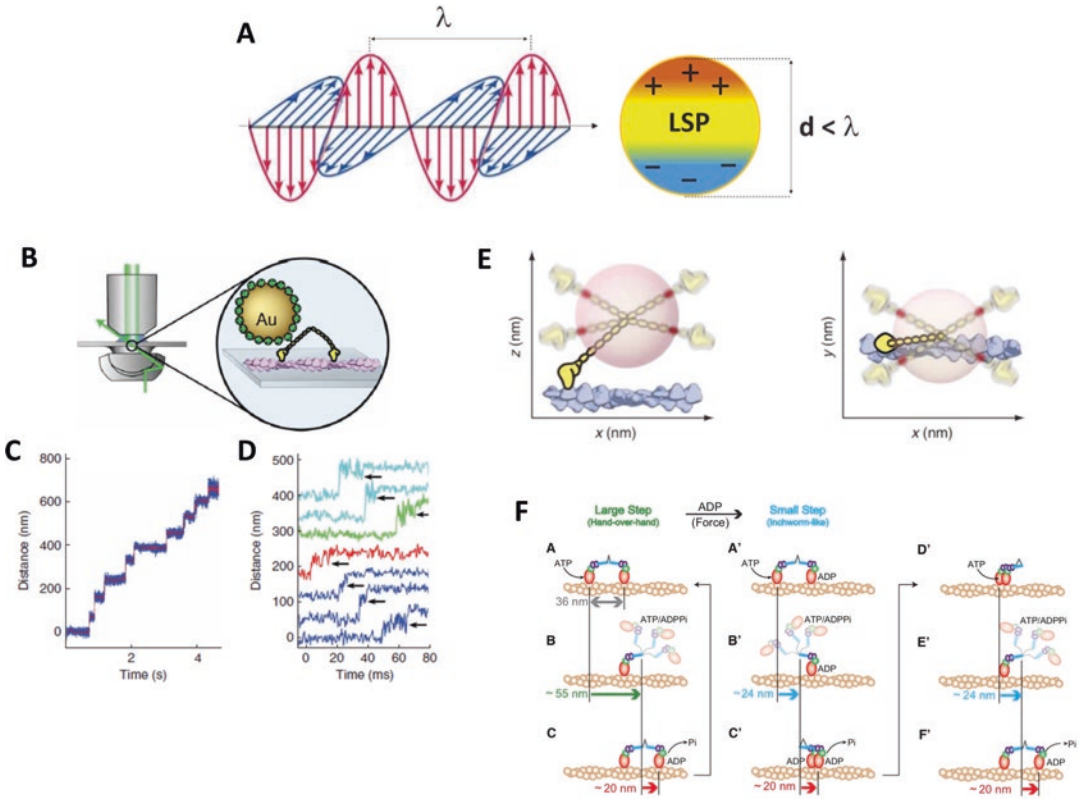 A
λ
LSP
+ + +
− − −
d < λ
B
Au
E
z (nm)
x (nm)
y (nm)
x (nm)
C
Distance (nm)
800
600
400
200
0
2 4
Time (s)
D
Distance (nm)
500
400
300
200
100
0
0 20 40 60 80
Time (ms)
F
Large Step
(Hand-over-hand)
ADP
(Force)
Small Step
(Inchworm-like)
A
ATP
36 nm
B
ATP/ADPPi
~ 55 nm
C
Pi
ADP
~ 20 nm
A'
ATP
ADP
B'
ATP/ADPPi
ADP
~24 nm
C'
Pi
ADP
ADP
~ 20 nm
D'
ATP
E'
ATP/ADPPi
~ 24 nm
F'
Pi
ADP
~ 20 nm